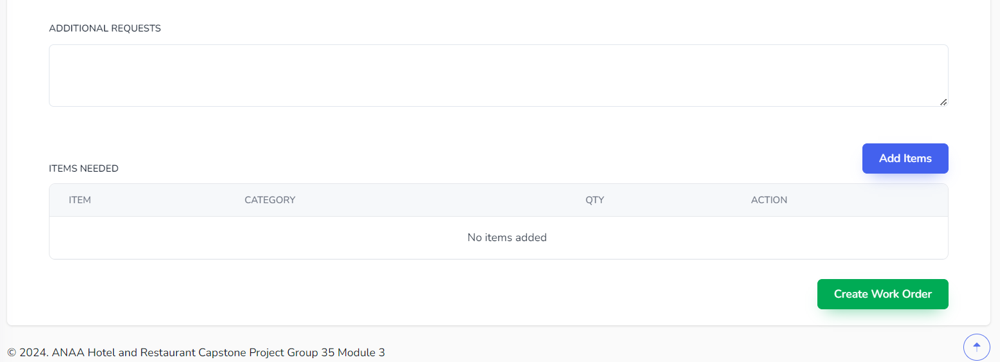 ADDITIONAL REQUESTS
Add Items
ITEMS NEEDED
ITEM CATEGORY QTY ACTION
No items added
Create Work Order
© 2024. ANAA Hotel and Restaurant Capstone Project Group 35 Module 3